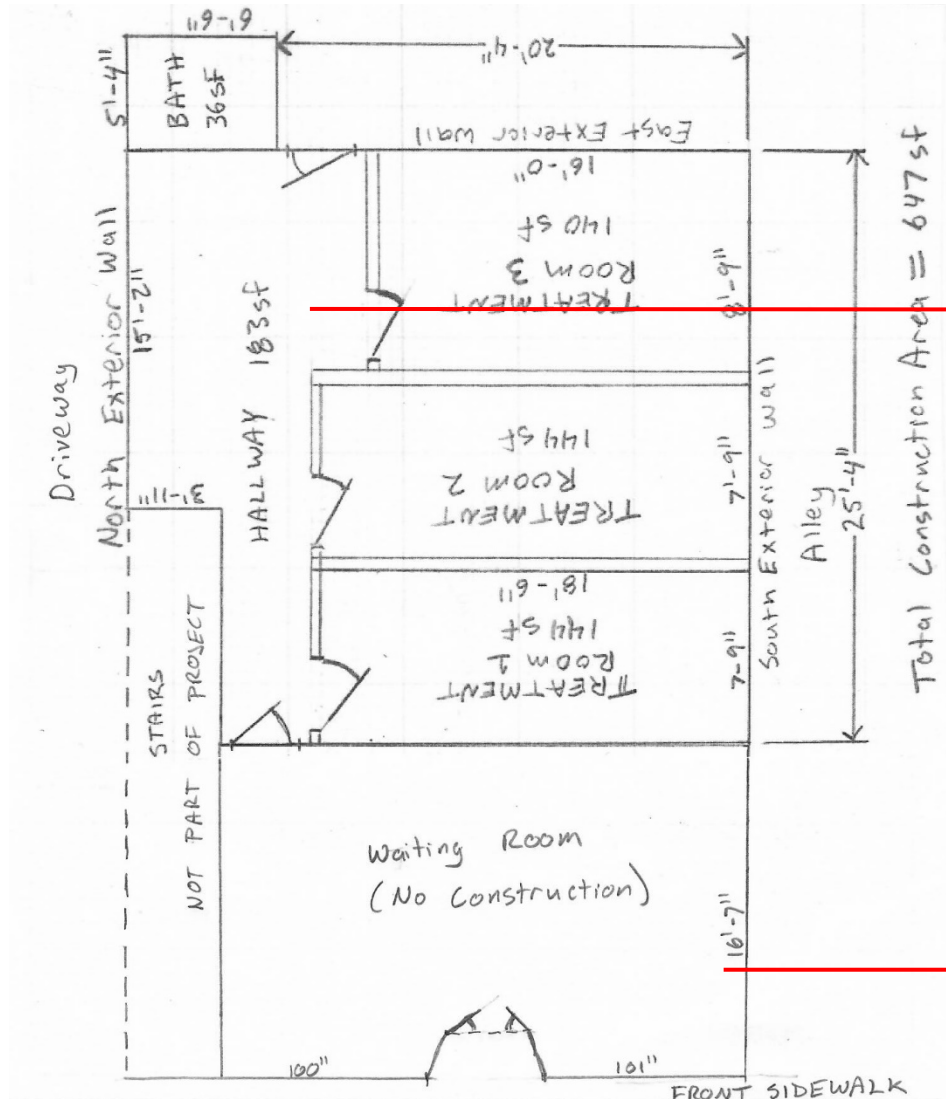 6'-6"
20'-4"
5'-4"
BATH
36sf
East Exterior Wall
16'-0"
140 sf
TREATMENT
ROOM 3
8'-9"
North Exterior Wall
15'-2"
Driveway
HALLWAY 183sf
TREATMENT
ROOM 2
144 sf
7'-9"
South Exterior Wall
Alley
25'-4"
Total Construction Area = 647sf
3'-11"
STAIRS
NOT PART OF PROJECT
18'-6"
TREATMENT
ROOM 1
144 sf
7-9"
Waiting Room
(No Construction)
16'-7"
100"
101"
FRONT SIDEWALK